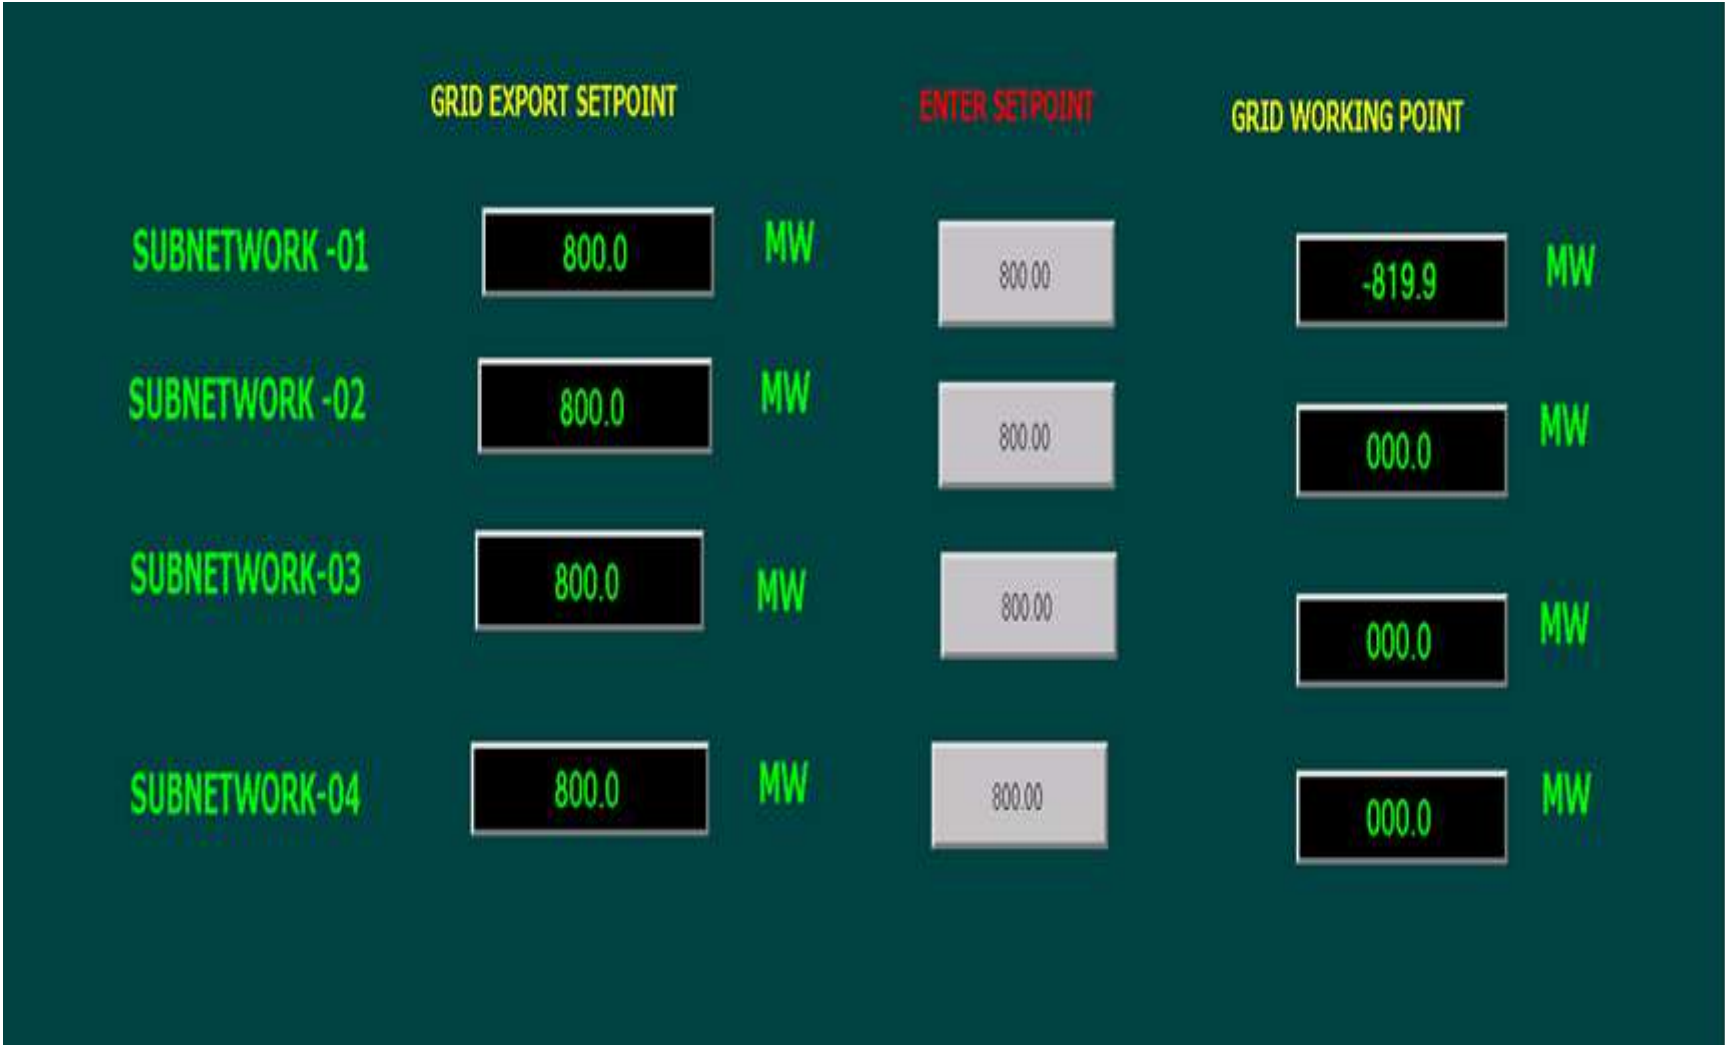 GRID EXPORT SETPOINT ENTER SETPOINT GRID WORKING POINT
SUBNETWORK -01 800.0 MW 800.00 -819.9 MW
SUBNETWORK -02 800.0 MW 800.00 000.0 MW
SUBNETWORK-03 800.0 MW 800.00 000.0 MW
SUBNETWORK-04 800.0 MW 800.00 000.0 MW